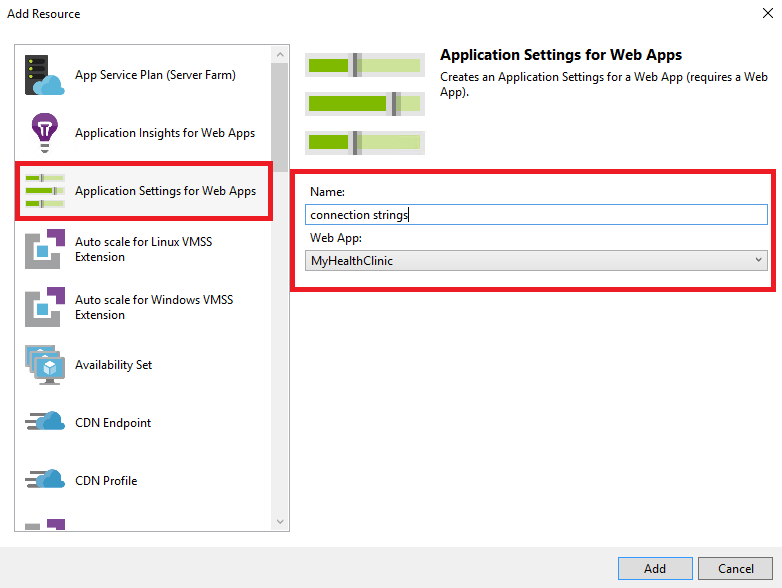 Add Resource
App Service Plan (Server Farm)
Application Insights for Web Apps
Application Settings for Web Apps
Auto scale for Linux VMSS
Extension
Auto scale for Windows VMSS
Extension
Availability Set
CDN Endpoint
CDN Profile
Application Settings for Web Apps
Creates an Application Settings for a Web App (requires a Web
App).
Name:
connection strings
Web App:
MyHealthClinic
Add
Cancel